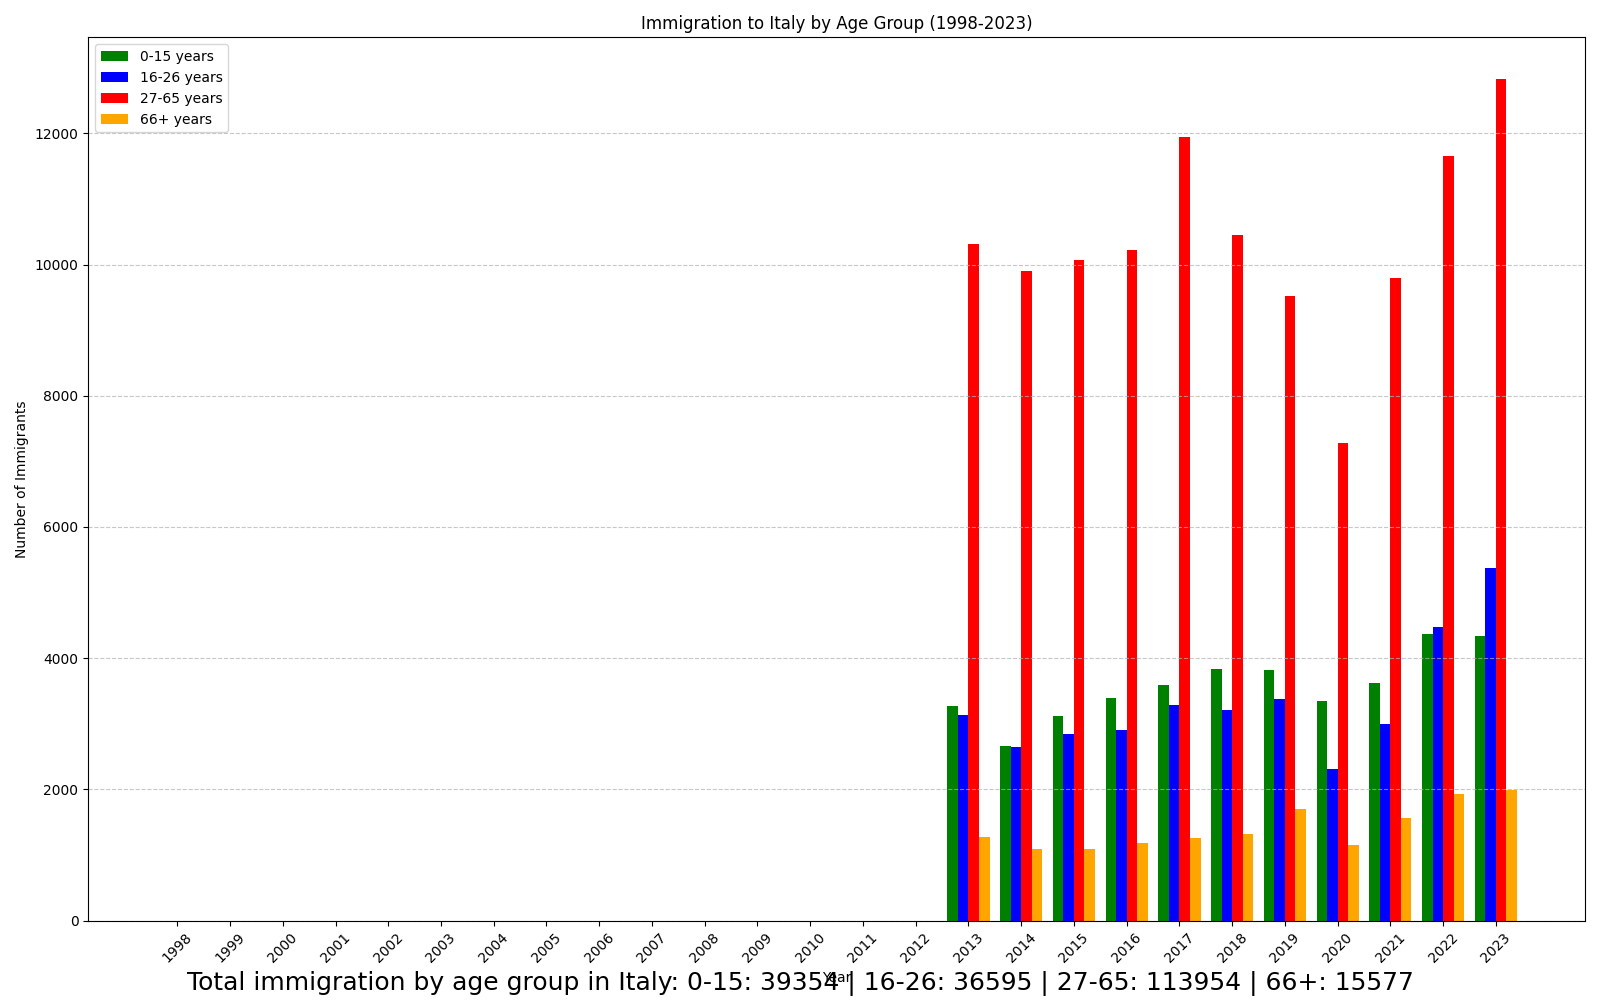 Immigration to Italy by Age Group (1998-2023)
0-15 years
16-26 years
27-65 years
66+ years
Number of Immigrants
12000
10000
8000
6000
4000
2000
0
1998 1999 2000 2001 2002 2003 2004 2005 2006 2007 2008 2009 2010 2011 2012 2013 2014 2015 2016 2017 2018 2019 2020 2021 2022 2023
Year
Total immigration by age group in Italy: 0-15: 39354 | 16-26: 36595 | 27-65: 113954 | 66+: 15577